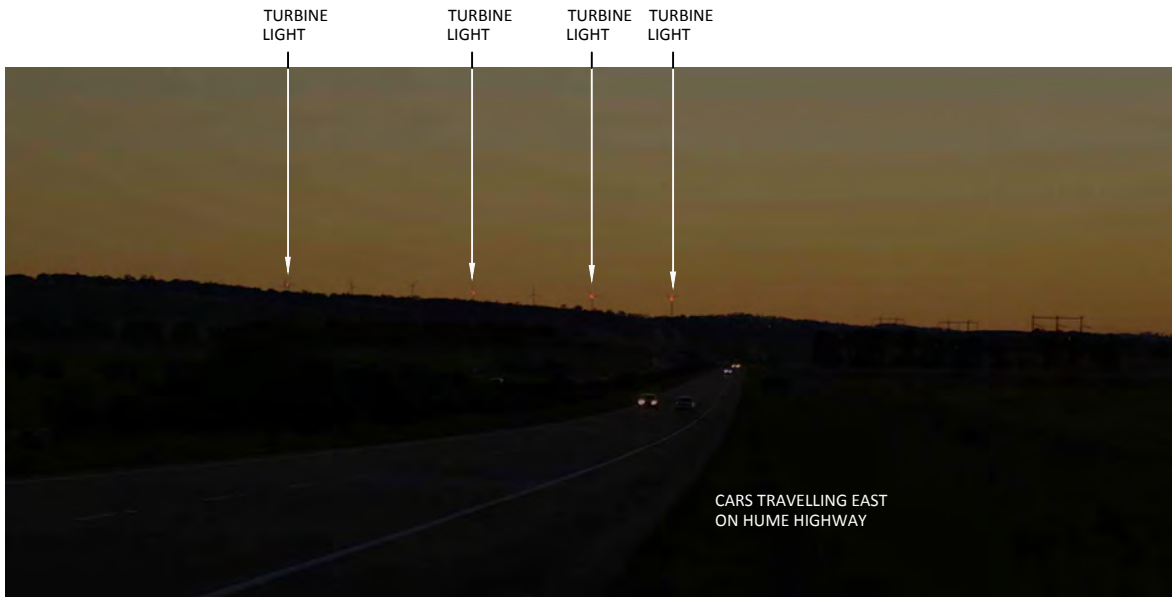 TURBINE
LIGHT
TURBINE
LIGHT
TURBINE
LIGHT
TURBINE
LIGHT
CARS TRAVELLING EAST
ON HUME HIGHWAY